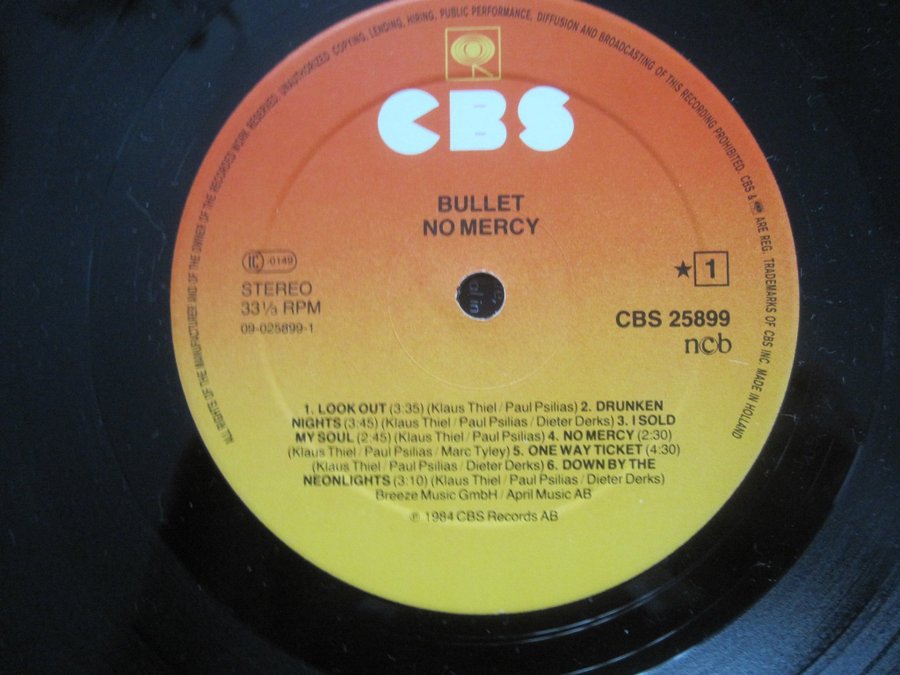 ALL RIGHTS OF THE MANUFACTURER AND OF THE OWNER OF THE RECORDED WORK RESERVED. UNAUTHORIZED COPYING, LENDING, HIRING, PUBLIC PERFORMANCE, DIFFUSION AND BROADCASTING OF THIS RECORDING PROHIBITED. CBS & ARE REG. TRADEMARKS OF CBS INC. MADE IN HOLLAND
CBS
BULLET
NO MERCY
IC -0149
STEREO
33⅓ RPM
09-025899-1
★ 1
CBS 25899
ncb
1. LOOK OUT (3:35) (Klaus Thiel / Paul Psilias) 2. DRUNKEN
NIGHTS (3:45) (Klaus Thiel / Paul Psilias / Dieter Derks) 3. I SOLD
MY SOUL (2:45) (Klaus Thiel / Paul Psilias) 4. NO MERCY (2:30)
(Klaus Thiel / Paul Psilias / Marc Tyley) 5. ONE WAY TICKET (4:30)
(Klaus Thiel / Paul Psilias / Dieter Derks) 6. DOWN BY THE
NEONLIGHTS (3:10) (Klaus Thiel / Paul Psilias / Dieter Derks)
Breeze Music GmbH / April Music AB
℗ 1984 CBS Records AB